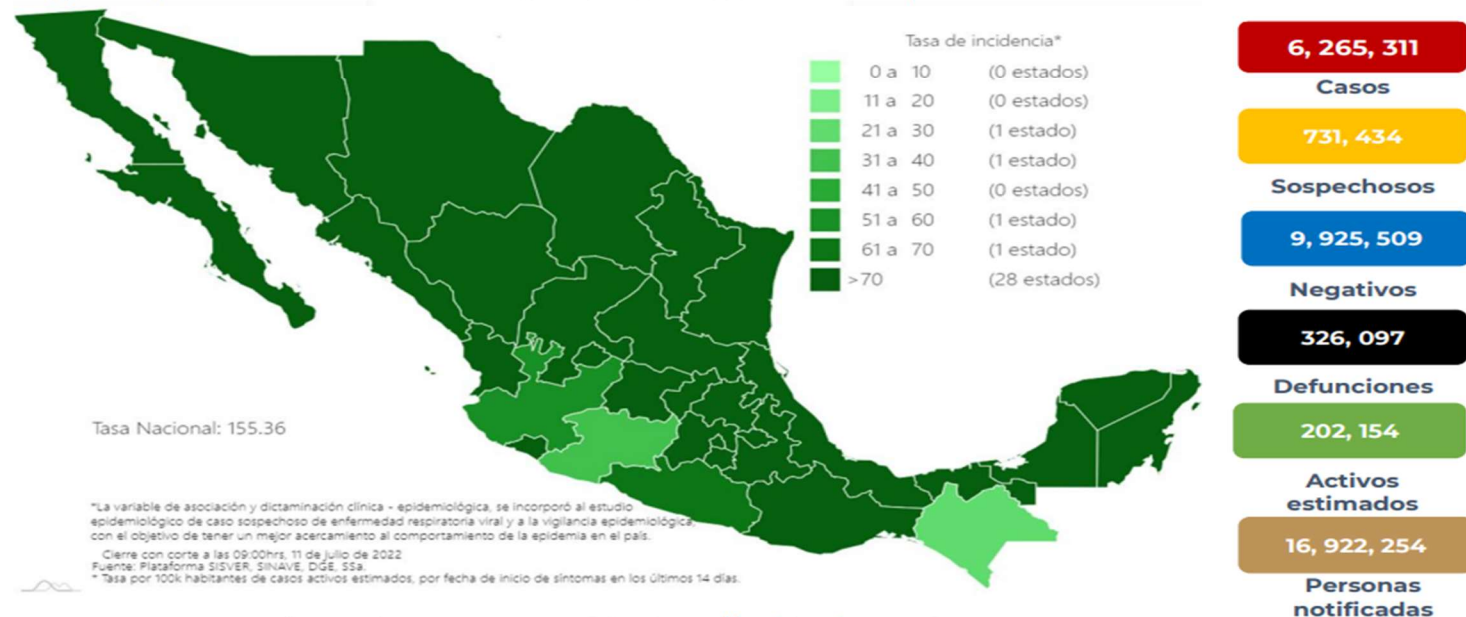 Tasa de incidencia*
0 a 10 (0 estados)
11 a 20 (0 estados)
21 a 30 (1 estado)
31 a 40 (1 estado)
41 a 50 (0 estados)
51 a 60 (1 estado)
61 a 70 (1 estado)
>70 (28 estados)
Tasa Nacional: 155.36
*La variable de asociación y dictaminación clínica - epidemiológica, se incorporó al estudio
epidemiológico de caso sospechoso de enfermedad respiratoria viral y a la vigilancia epidemiológica,
con el objetivo de tener un mejor acercamiento al comportamiento de la epidemia en el país.
Cierre con corte a las 09:00hrs, 11 de Julio de 2022
Fuente: Plataforma SISVER, SINAVE, DGE, SSa.
* Tasa por 100k habitantes de casos activos estimados, por fecha de inicio de síntomas en los últimos 14 días.
6, 265, 311
Casos
731, 434
Sospechosos
9, 925, 509
Negativos
326, 097
Defunciones
202, 154
Activos
estimados
16, 922, 254
Personas
notificadas